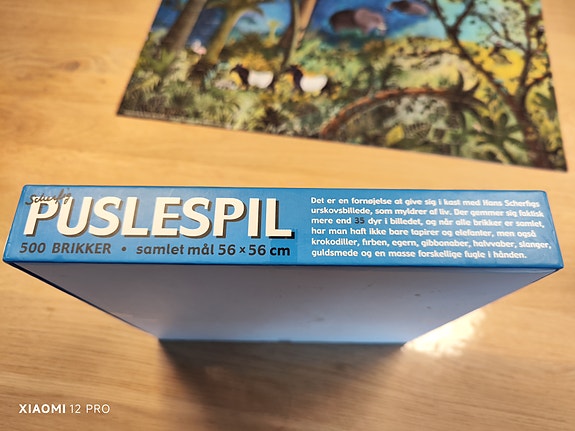 Scherfig
PUSLESPIL
500 BRIKKER • samlet mål 56 × 56 cm
Det er en fornøjelse at give sig i kast med Hans Scherfigs
urskovsbillede, som myldrer af liv. Der gemmer sig faktisk
mere end 35 dyr i billedet, og når alle brikker er samlet,
har man haft ikke bare tapirer og elefanter, men også
krokodiller, firben, egern, gibbonaber, halvvaber, slanger,
guldsmede og en masse forskellige fugle i hånden.
XIAOMI 12 PRO